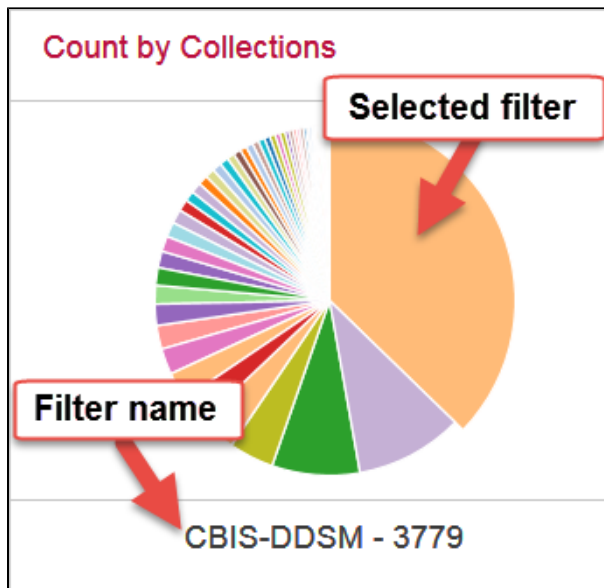 Count by Collections
Selected filter
Filter name
CBIS-DDSM - 3779